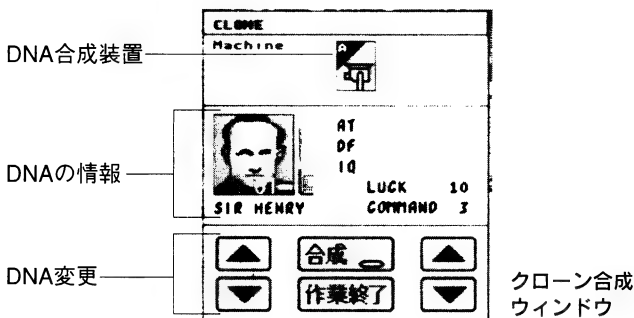 CLONE
Machine
A
DNA合成装置
DNAの情報
AT
DF
IQ
LUCK 10
SIR HENRY COMMAND 3
DNA変更
合成
作業終了
クローン合成
ウィンドウ